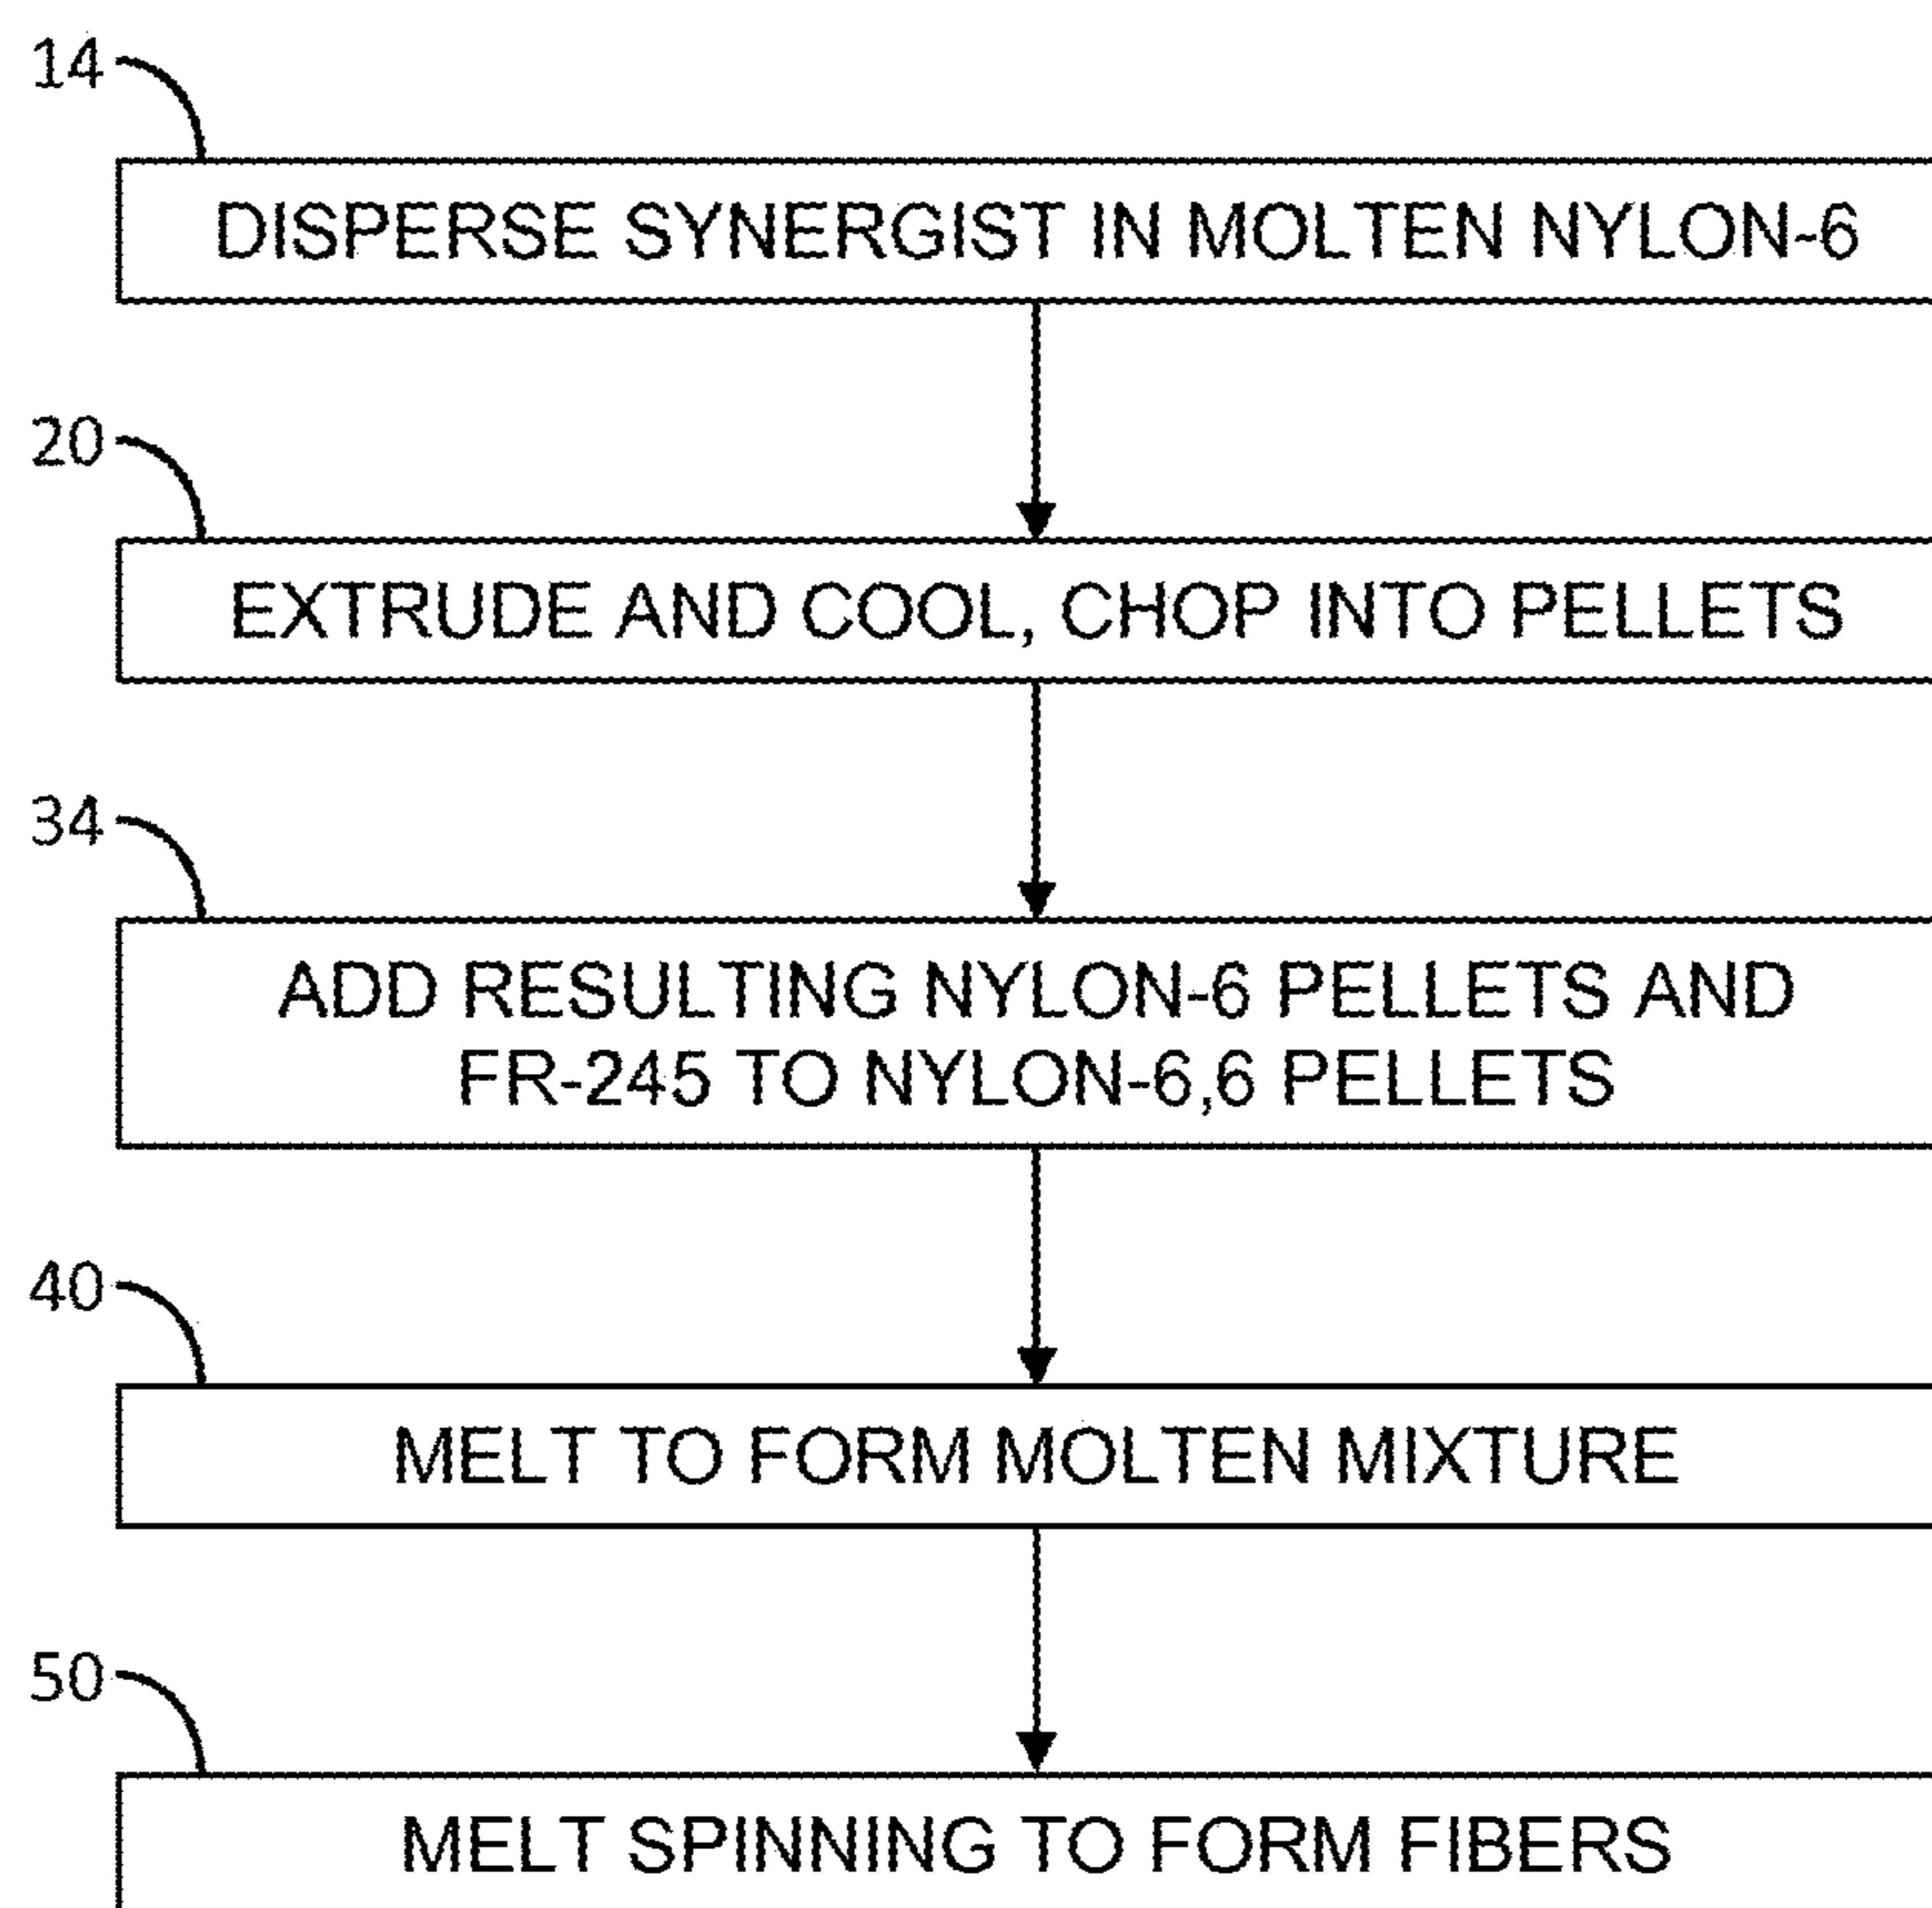 14
DISPERSE SYNERGIST IN MOLTEN NYLON-6
20
EXTRUDE AND COOL, CHOP INTO PELLETS
34
ADD RESULTING NYLON-6 PELLETS AND
FR-245 TO NYLON-6,6 PELLETS
40
MELT TO FORM MOLTEN MIXTURE
50
MELT SPINNING TO FORM FIBERS